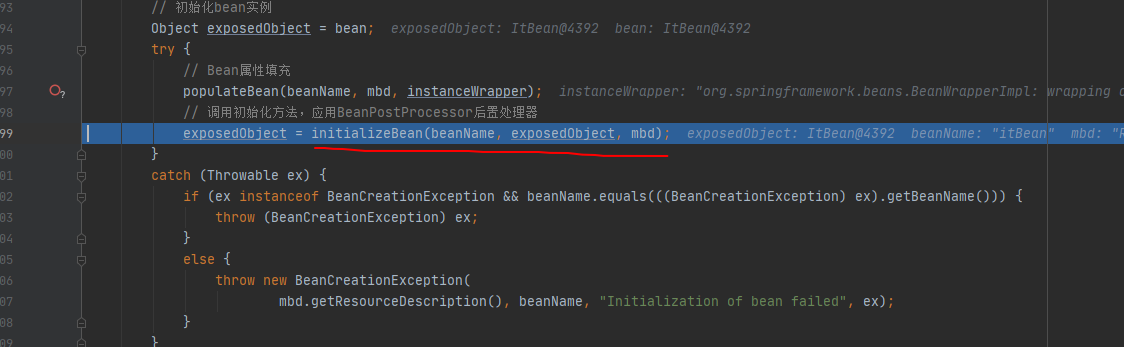 93 // 初始化bean实例
94 Object exposedObject = bean; exposedObject: ItBean@4392 bean: ItBean@4392
95 try {
96 // Bean属性填充
97 populateBean(beanName, mbd, instanceWrapper); instanceWrapper: "org.springframework.beans.BeanWrapperImpl: wrapping
98 // 调用初始化方法，应用BeanPostProcessor后置处理器
99 exposedObject = initializeBean(beanName, exposedObject, mbd); exposedObject: ItBean@4392 beanName: "itBean" mbd: "R
00 }
01 catch (Throwable ex) {
02 if (ex instanceof BeanCreationException && beanName.equals(((BeanCreationException) ex).getBeanName())) {
03 throw (BeanCreationException) ex;
04 }
05 else {
06 throw new BeanCreationException(
07 mbd.getResourceDescription(), beanName, "Initialization of bean failed", ex);
08 }
09 }